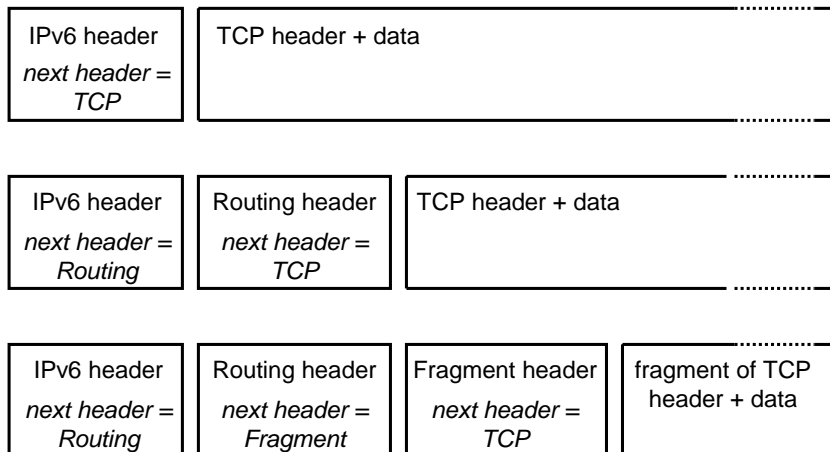 IPv6 header
next header =
TCP
TCP header + data
IPv6 header
next header =
Routing
Routing header
next header =
TCP
TCP header + data
IPv6 header
next header =
Routing
Routing header
next header =
Fragment
Fragment header
next header =
TCP
fragment of TCP
header + data